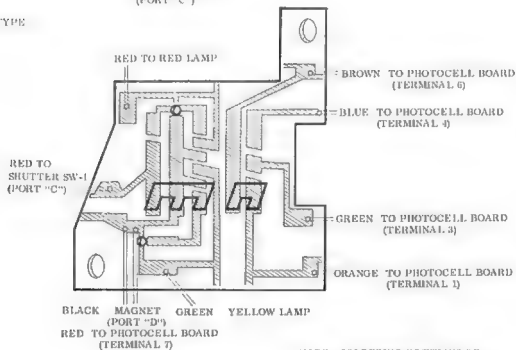 (PORT "C")
TYPE
RED TO RED LAMP
BROWN TO PHOTOCELL BOARD
(TERMINAL 6)
BLUE TO PHOTOCELL BOARD
(TERMINAL 4)
RED TO
SHUTTER SW-1
(PORT "C")
GREEN TO PHOTOCELL BOARD
(TERMINAL 3)
ORANGE TO PHOTOCELL BOARD
(TERMINAL 1)
BLACK MAGNET GREEN YELLOW LAMP
(PORT "D")
RED TO PHOTOCELL BOARD
(TERMINAL 7)